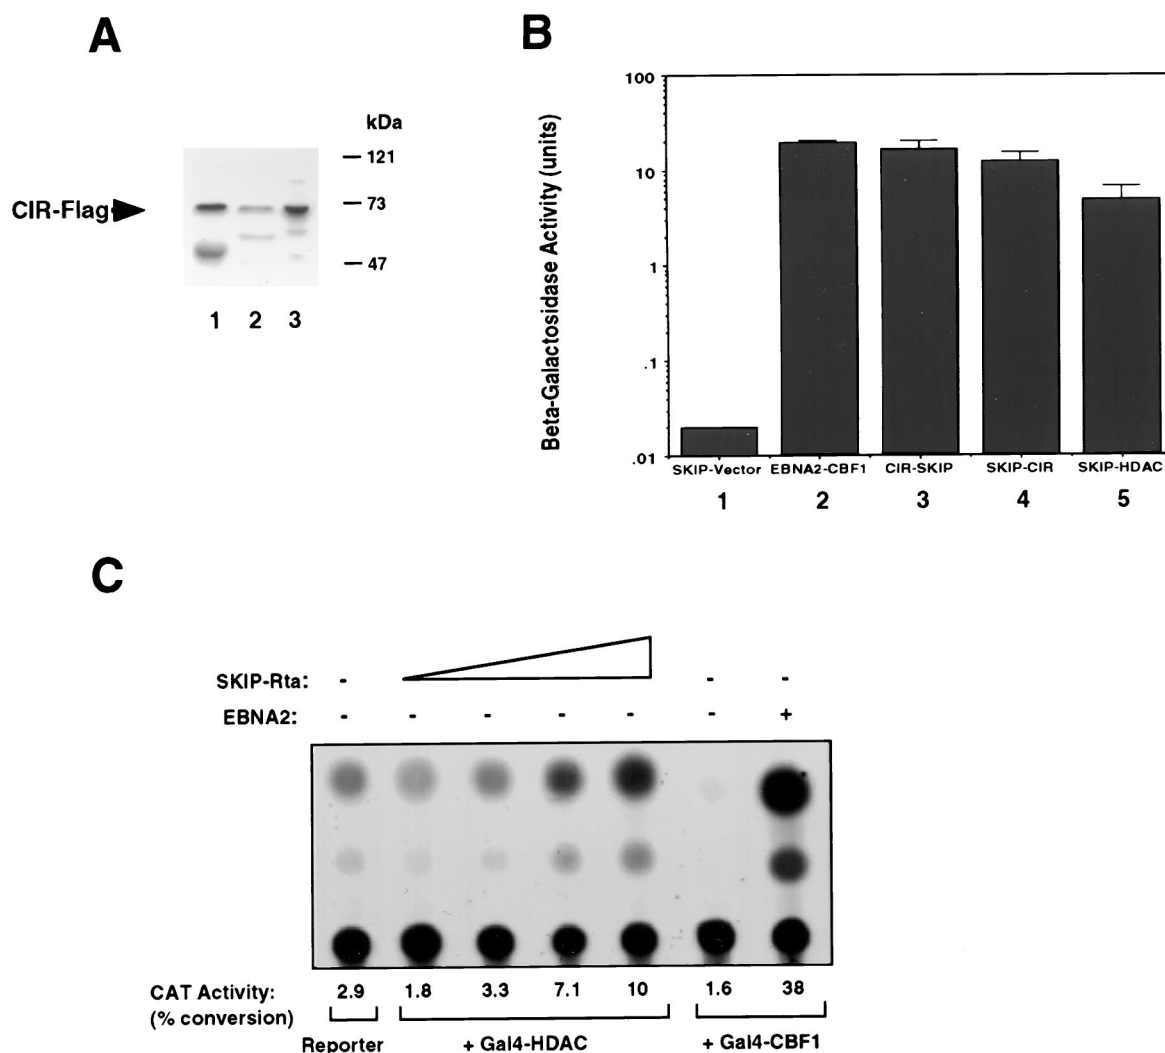 A
kDa
121
CIR-Flag
73
47
1 2 3
B
Beta-Galactosidase Activity (units)
100
10
1
.1
.01
SKIP-Vector EBNA2-CBF1 CIR-SKIP SKIP-CIR SKIP-HDAC
1 2 3 4 5
C
SKIP-Rta: - - -
EBNA2: - - - - - - +
CAT Activity: 2.9 1.8 3.3 7.1 10 1.6 38
(% conversion)
Reporter + Gal4-HDAC + Gal4-CBF1